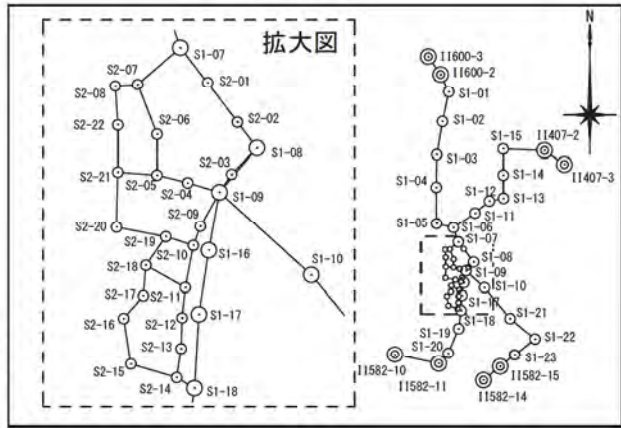 拡大図
S1-07
S2-07
S2-01
S2-08
S2-02
S2-22
S2-06
S1-08
S2-03
S2-21
S2-05
S2-04
S1-09
S2-09
S2-20
S2-19
S2-10
S1-16
S2-18
S1-10
S2-17
S2-11
S2-16
S2-12
S1-17
S2-13
S2-15
S2-14
S1-18
N
II600-3
II600-2
S1-01
S1-02
S1-15
II407-2
S1-03
II407-3
S1-14
S1-04
S1-12
S1-13
S1-11
S1-05
S1-06
S1-07
S1-08
S1-09
S1-10
S1-17
S1-18
S1-21
S1-19
S1-22
S1-20
S1-23
II582-10
II582-11
II582-15
II582-14